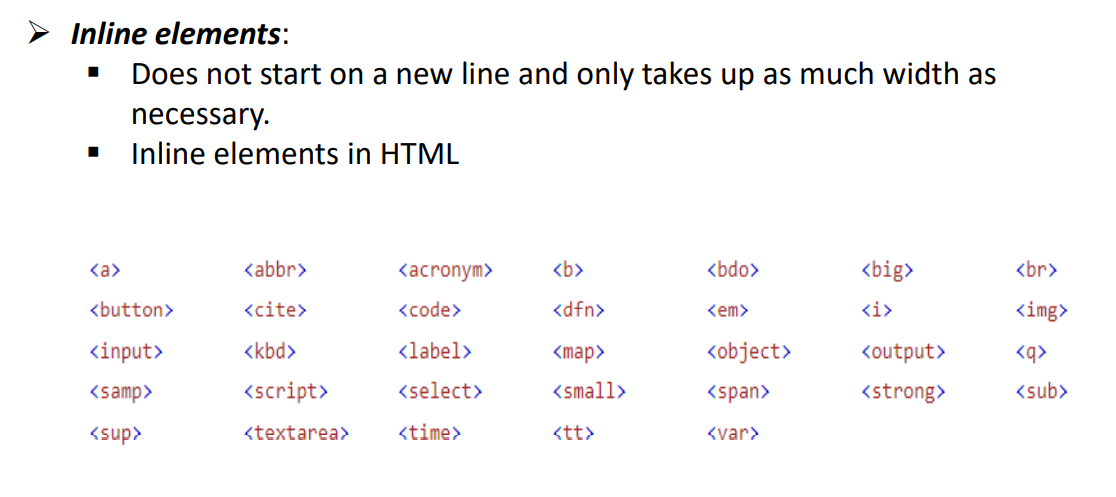 ➢ Inline elements:
▪ Does not start on a new line and only takes up as much width as
necessary.
▪ Inline elements in HTML
<a> <abbr> <acronym> <b> <bdo> <big> <br>
<button> <cite> <code> <dfn> <em> <i> <img>
<input> <kbd> <label> <map> <object> <output> <q>
<samp> <script> <select> <small> <span> <strong> <sub>
<sup> <textarea> <time> <tt> <var>